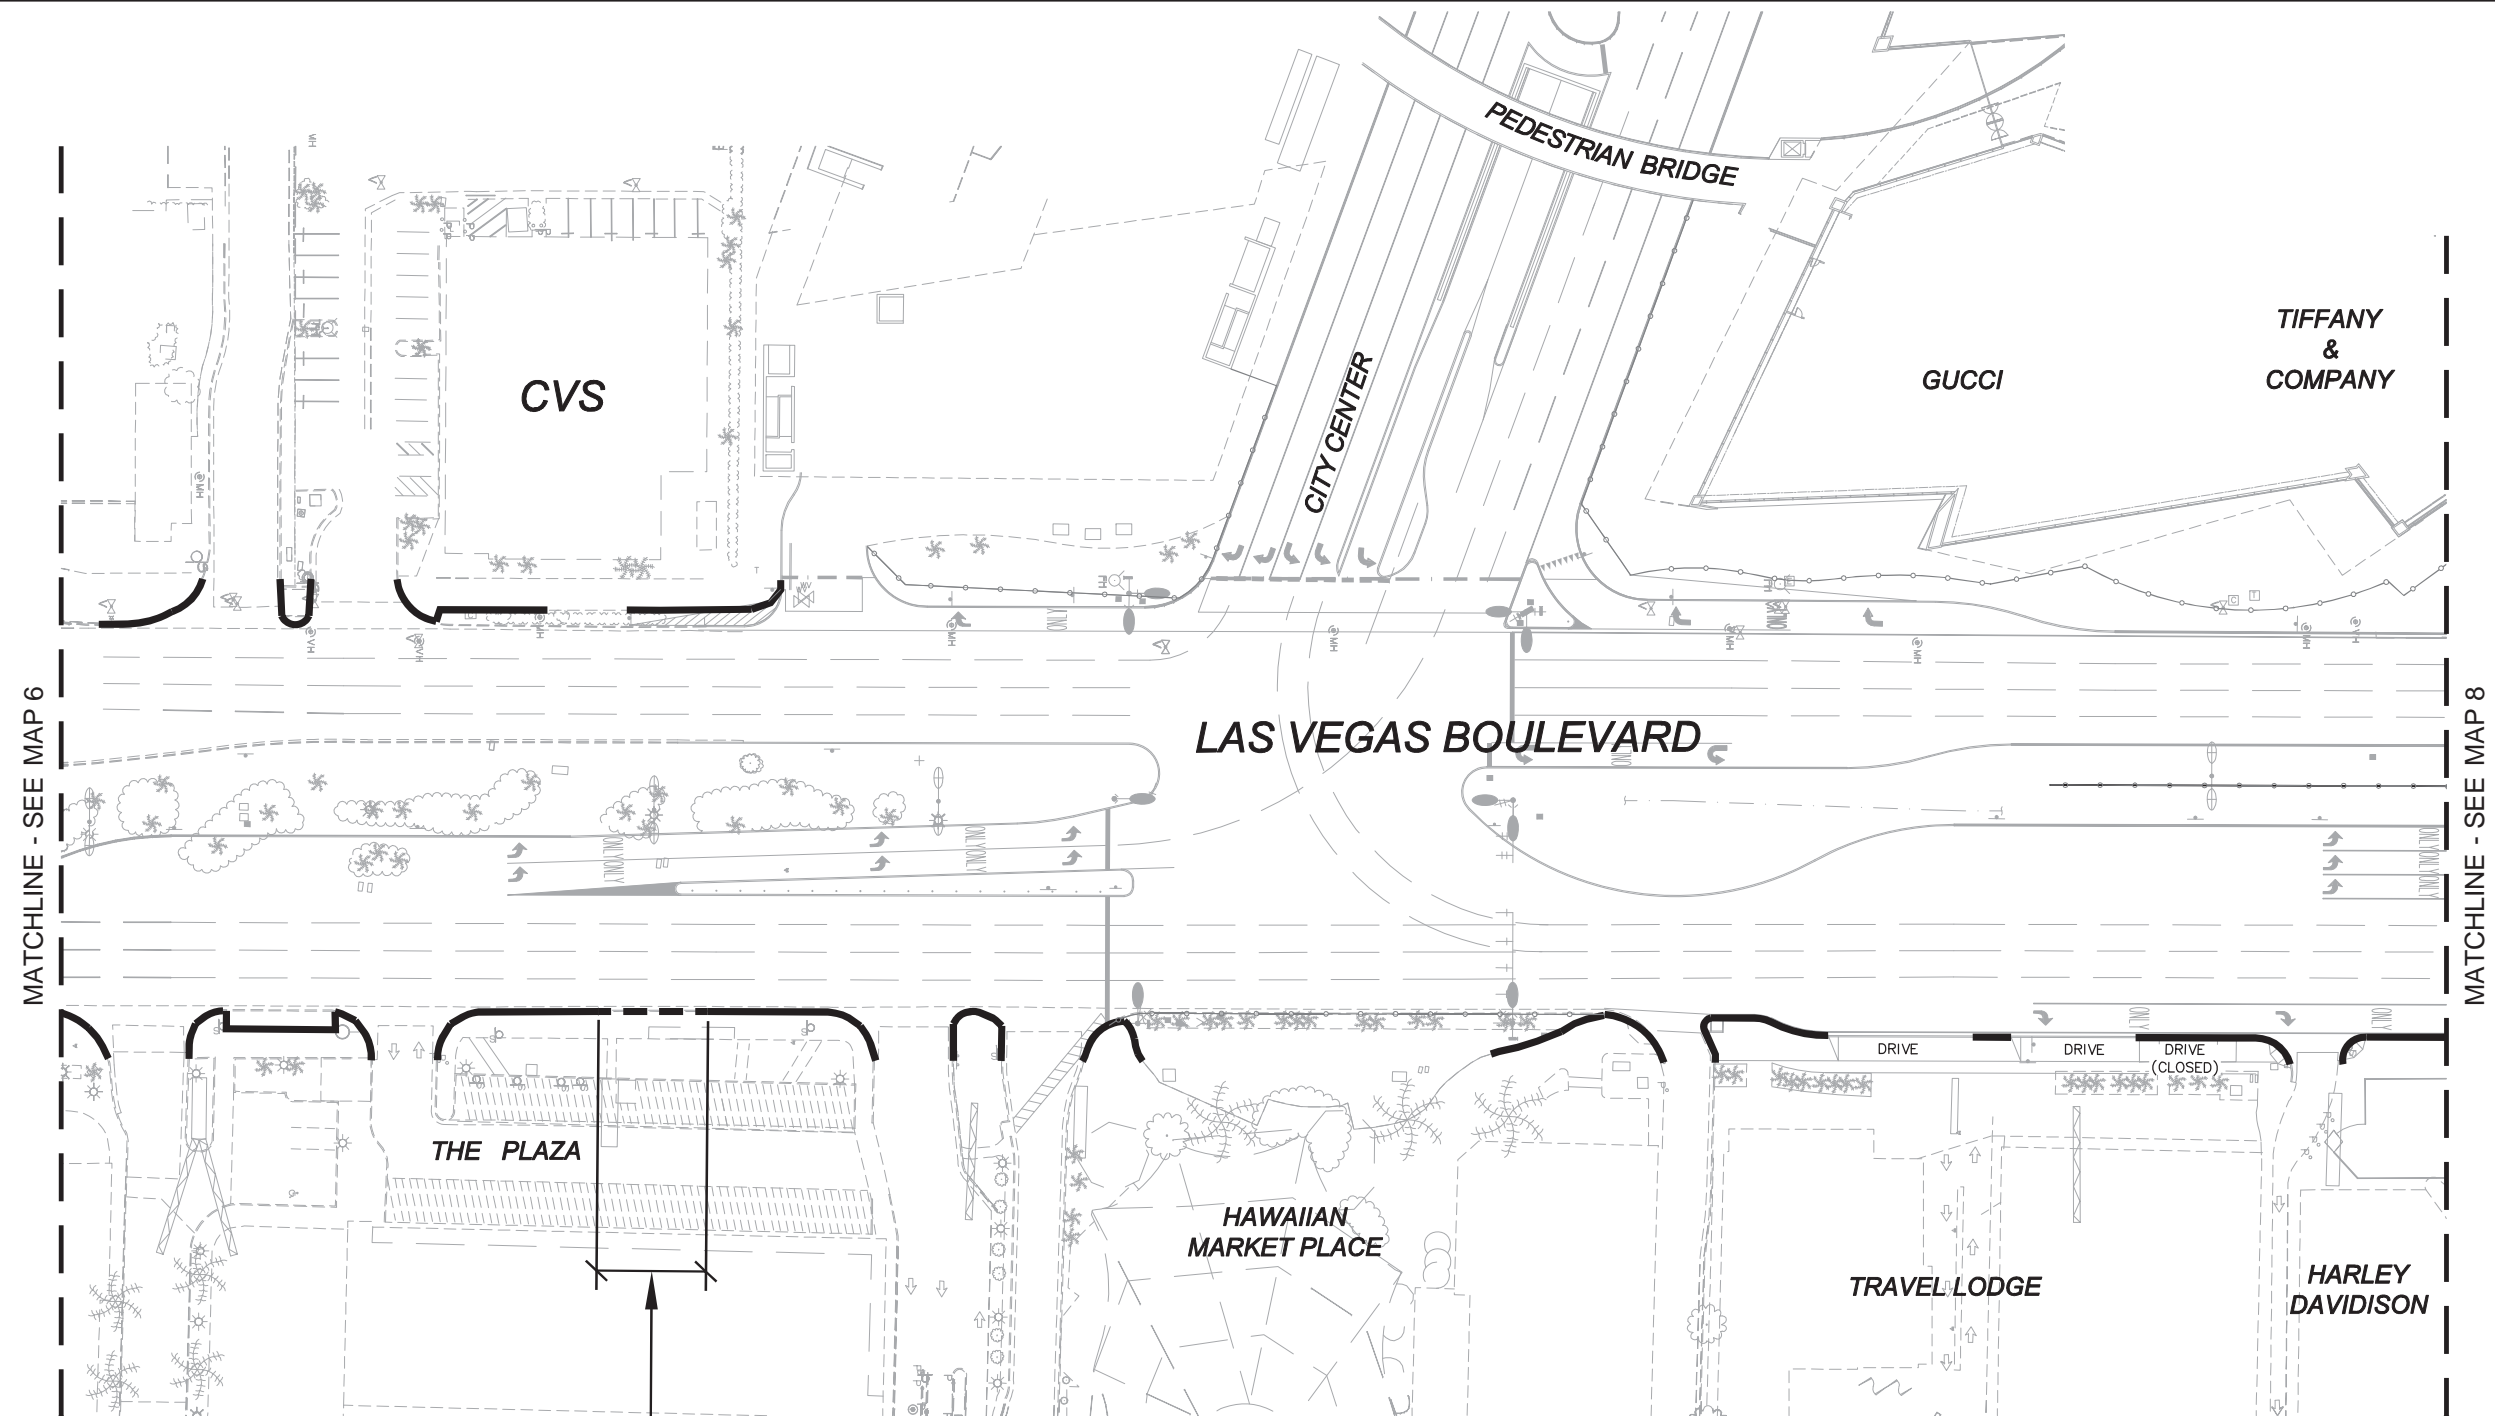 PEDESTRIAN BRIDGE
TIFFANY
&
COMPANY
GUCCI
CVS
CITY CENTER
MATCHLINE - SEE MAP 6
LAS VEGAS BOULEVARD
MATCHLINE - SEE MAP 8
ONLY
ONLY
ONLY
ONLY
DRIVE
DRIVE
DRIVE
(CLOSED)
THE PLAZA
HAWAIIAN
MARKET PLACE
TRAVEL LODGE
HARLEY
DAVIDISON